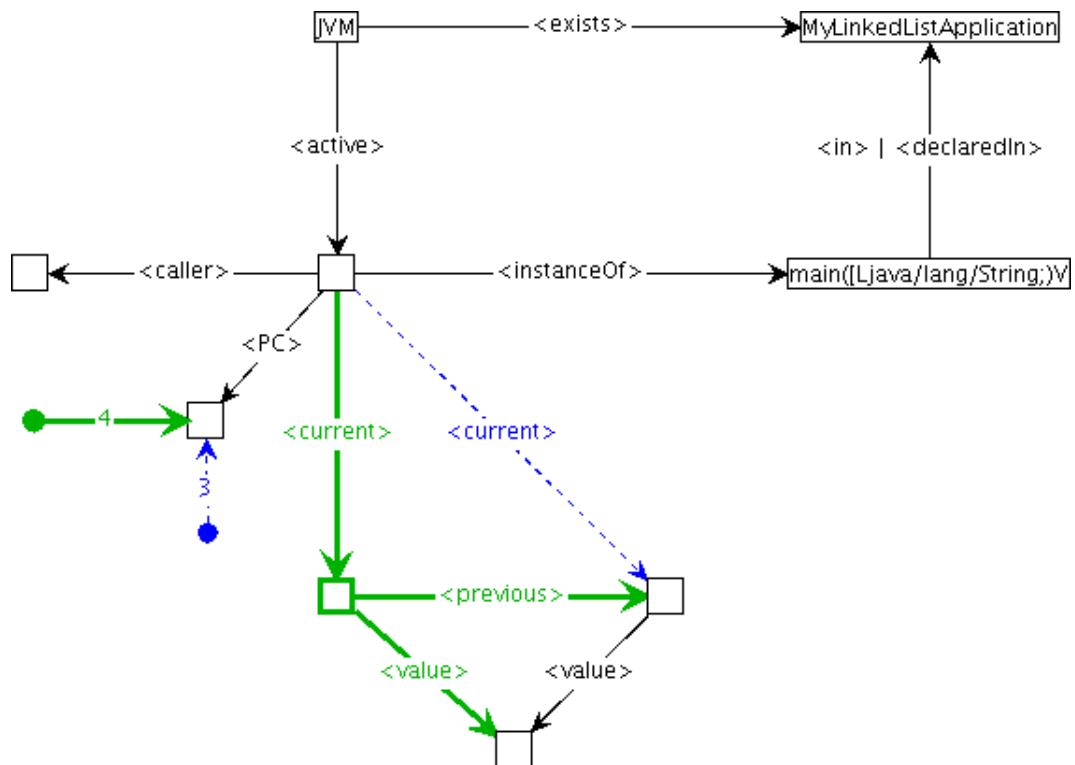 JVM
<exists>
MyLinkedListApplication
<active>
<in> | <declaredIn>
<caller>
<instanceOf>
main([Ljava/lang/String;)V
<PC>
4
<current>
<current>
3
<previous>
<value>
<value>